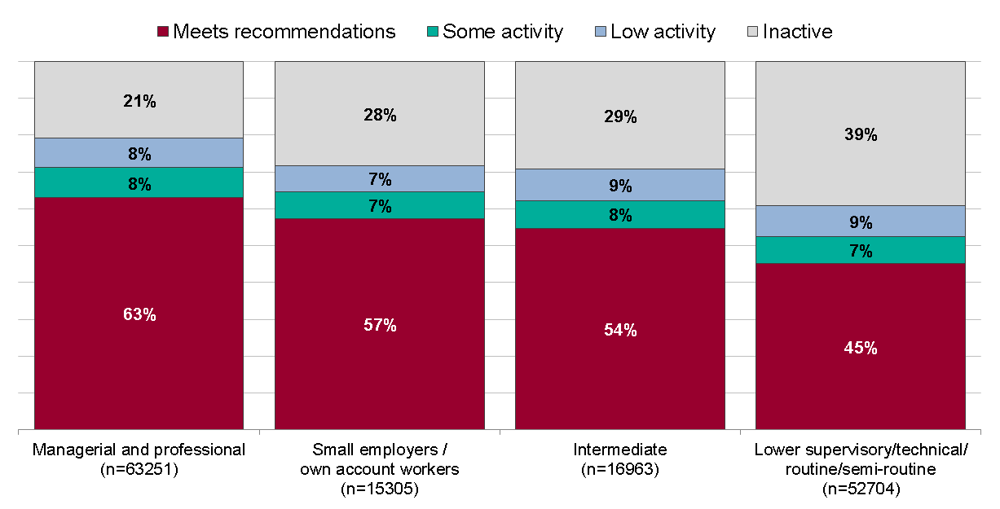 Meets recommendations Some activity Low activity Inactive
21% 28% 29% 39%
8% 7% 9% 9%
8% 7% 8% 7%
63% 57% 54% 45%
Managerial and professional
(n=63251)
Small employers /
own account workers
(n=15305)
Intermediate
(n=16963)
Lower supervisory/technical/
routine/semi-routine
(n=52704)